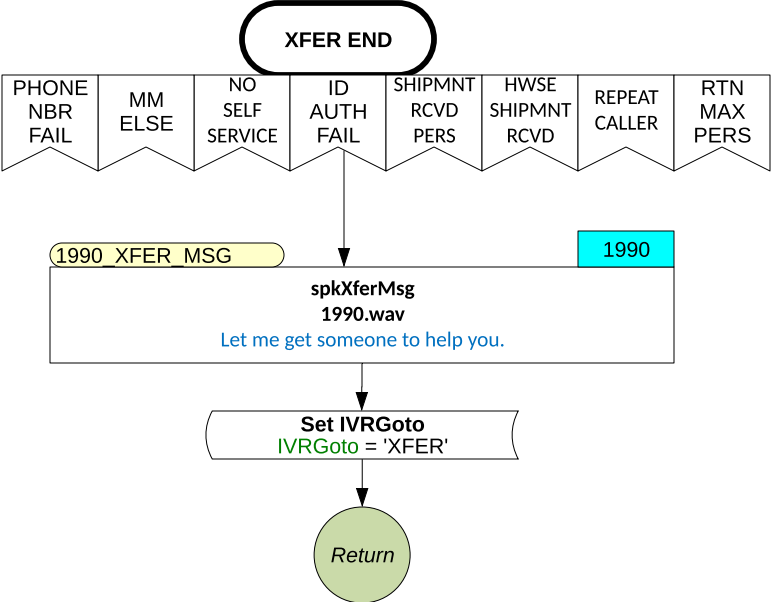 XFER END
PHONE
NBR
FAIL
MM
ELSE
NO
SELF
SERVICE
ID
AUTH
FAIL
SHIPMNT
RCVD
PERS
HWSE
SHIPMNT
RCVD
REPEAT
CALLER
RTN
MAX
PERS
1990_XFER_MSG
1990
spkXferMsg
1990.wav
Let me get someone to help you.
Set IVRGoto
IVRGoto = 'XFER'
Return